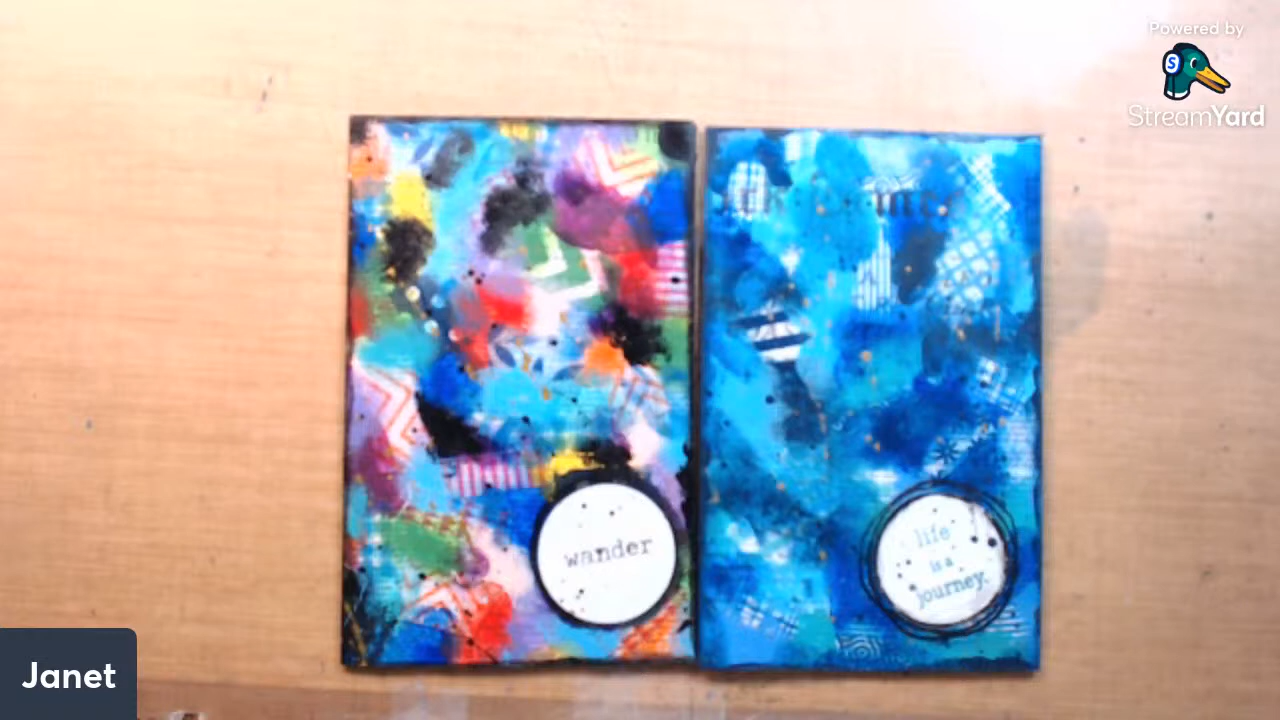 Powered by
S
StreamYard
wander
life
is a
journey.
Janet